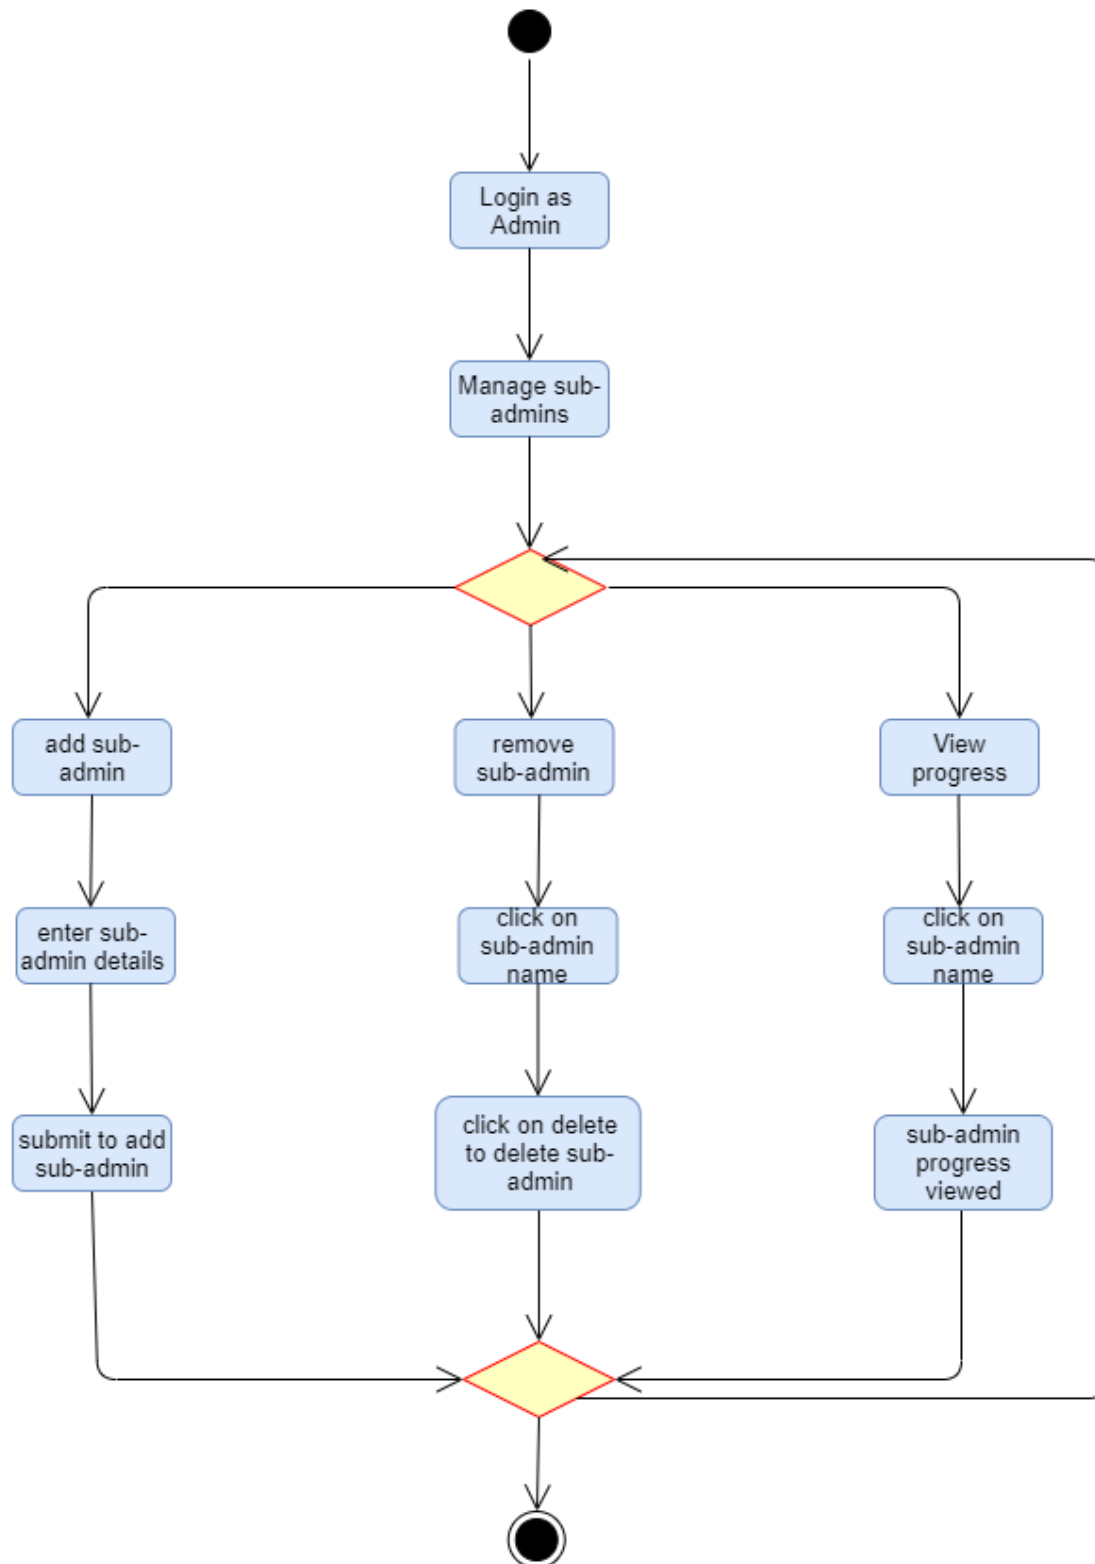 Login as
Admin
Manage sub-
admins
add sub-
admin
remove
sub-admin
View
progress
enter sub-
admin details
click on
sub-admin
name
click on
sub-admin
name
submit to add
sub-admin
click on delete
to delete sub-
admin
sub-admin
progress
viewed